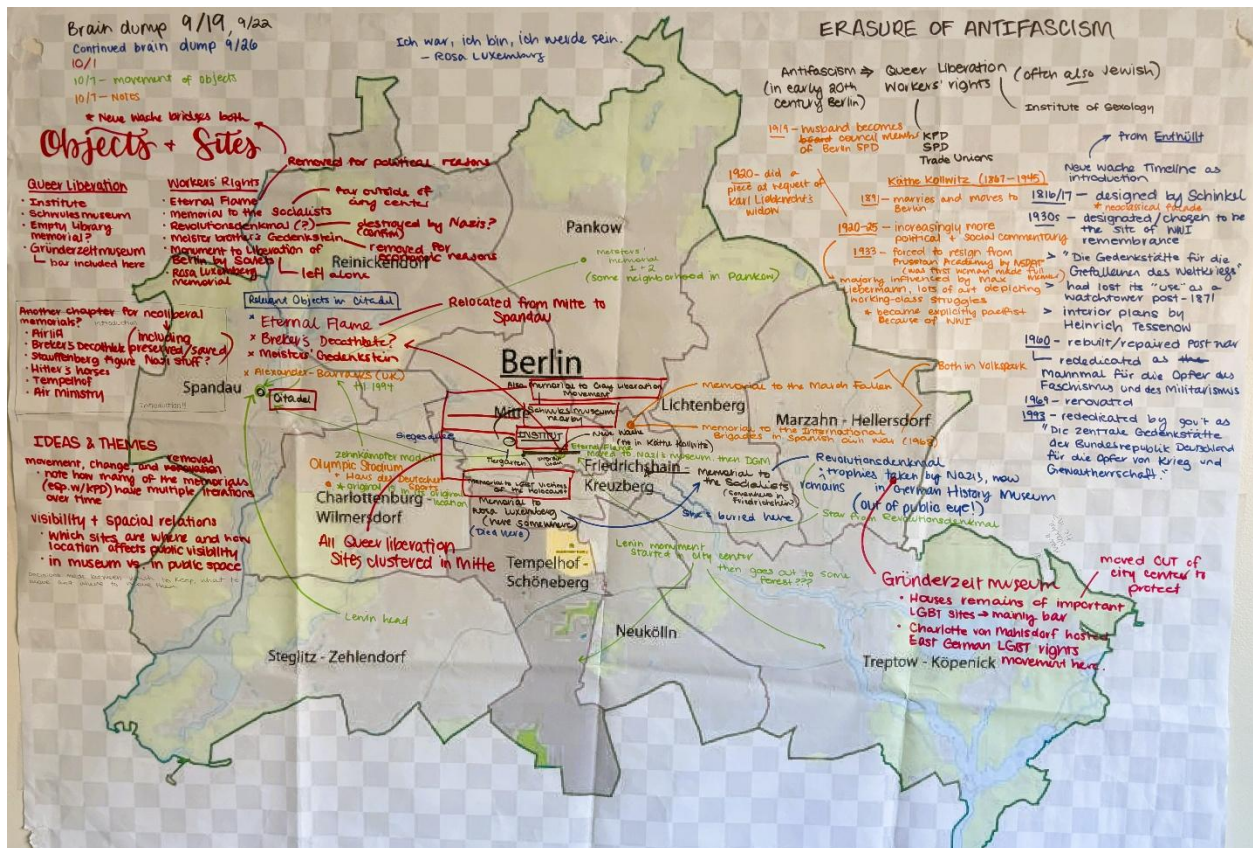 Brain dump 9/19, 9/22
Continued brain dump 9/26
10/1
10/7- movement of objects
10/7- Notes
* Neue Wache bridges both
Objects + Sites
Ich war, ich bin, ich werde sein.
- Rosa Luxemburg
ERASURE OF ANTIFASCISM
Antifascism ⇒ Queer Liberation (often also Jewish)
(in early 20th century Berlin)
Workers' rights
Institute of Sexology
KPD
SPD
Trade Unions
Removed for political reasons
Queer Liberation
· Institute
· Schwules museum
· Empty Library memorial?
· Gründerzeitmuseum
bar included here
Workers' Rights
· Eternal Flame
· memorial to the Socialists
· Revolutionsdenkmal (?)
· meister brother's Gedenkstein
· Monument to Liberation of Berlin by Soviets
· Rosa Luxemburg memorial
far outside of any center
destroyed by Nazis? (confirm)
removed for economic reasons
left alone
Another chapter for neoliberal memorials?
· Airlift
· Breker's Decathlete
· Stauffenberg figure
· Hitler's horses
· Tempelhof
· Air ministry
(including preserved/saved Nazi stuff?
Relevant Objects in Citadel
* Eternal Flame
* Breker's Decathlete?
* Meisters' Gedenkstein
* Alexander Barracks (UK)
Relocated from Mitte to Spandau
til 1994
Citadel
IDEAS & THEMES
movement, change, and removal
· note how many of the memorials (esp. w/KPD) have multiple iterations over time
visibility + spacial relations
· Which sites are where and how location affects public visibility
· in museum vs. in public space
Reinickendorf
Pankow
Spandau
Berlin
Mitte
Lichtenberg
Marzahn - Hellersdorf
Charlottenburg - Wilmersdorf
Friedrichshain - Kreuzberg
Tempelhof - Schöneberg
Neukölln
Steglitz - Zehlendorf
Treptow - Köpenick
meisters' memorial 1 + 2
(some neighborhood in Pankow)
Also
Memorial to Gay Liberation Movement
Schwules museum nearby
INSTITUT
Neue Wache
Siegessäule
Tiergarten
Eternal Flame
Memorial to LGBT Victims of the Holocaust
Memorial to Rosa Luxemburg (here somewhere)
(Died here)
Olympic Stadium
* Haus des Deutschen Sports
All Queer liberation Sites clustered in Mitte
Memorial to the March Fallen
Both in Volkspark
memorial to the International Brigades in Spanish Civil War (1968)
memorial to the Socialists
She's buried here
Revolutionsdenkmal remains
: trophies taken by Nazis, now in German History Museum
(out of public eye!)
Star from Revolutionsdenkmal
Lenin monument Started in city center
then goes out to some forest???
Lenin head
Gründerzeit museum
· Houses remains of important LGBT sites → mainly bar
· Charlotte von Mahlsdorf hosted East German LGBT rights movement here.
moved OUT of city center to protect
1919 - husband becomes board council member of Berlin SPD
1920 - did a piece at request of Karl Liebknecht's widow
Käthe Kollwitz (1867-1945)
1891 - marries and moves to Berlin
1920-25 - increasingly more political + social commentary
1933 - forced to resign from Prussian Academy by NSDAP
(was first woman made full member)
majorly influenced by Max Liebermann, lots of art depicting working-class struggles
* became explicitly pacifist because of WWI
from Enthüllt
Neue Wache Timeline as introduction
1816/17 - designed by Schinkel
* neoclassical facade
1930s - designated/chosen to be the site of WWI remembrance
> "Die Gedenkstätte für die Gefallenen des Weltkriegs"
> had lost its "use" as a watchtower post-1871
> interior plans by Heinrich Tessenow
1960 - rebuilt/repaired post war
rededicated as the Mahnmal für die Opfer des Faschismus und des Militarismus
1969 - renovated
1993 - rededicated by gov't as "Die zentrale Gedenkstätte der Bundesrepublik Deutschland für die Opfer von Krieg und Gewaltherrschaft."